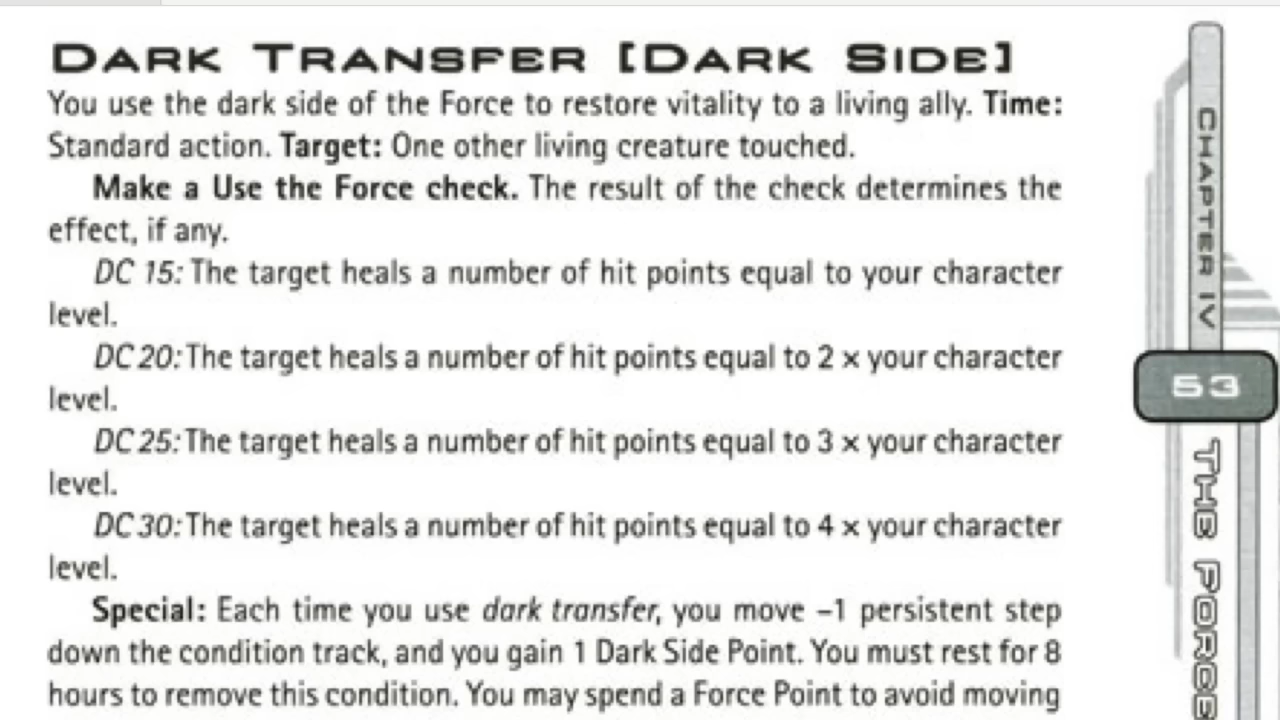 DARK TRANSFER [DARK SIDE]
You use the dark side of the Force to restore vitality to a living ally. Time:
Standard action. Target: One other living creature touched.
Make a Use the Force check. The result of the check determines the
effect, if any.
DC 15: The target heals a number of hit points equal to your character
level.
DC 20: The target heals a number of hit points equal to 2 × your character
level.
DC 25: The target heals a number of hit points equal to 3 × your character
level.
DC 30: The target heals a number of hit points equal to 4 × your character
level.
Special: Each time you use dark transfer, you move –1 persistent step
down the condition track, and you gain 1 Dark Side Point. You must rest for 8
hours to remove this condition. You may spend a Force Point to avoid moving
CHAPTER IV
53
THE FORCE